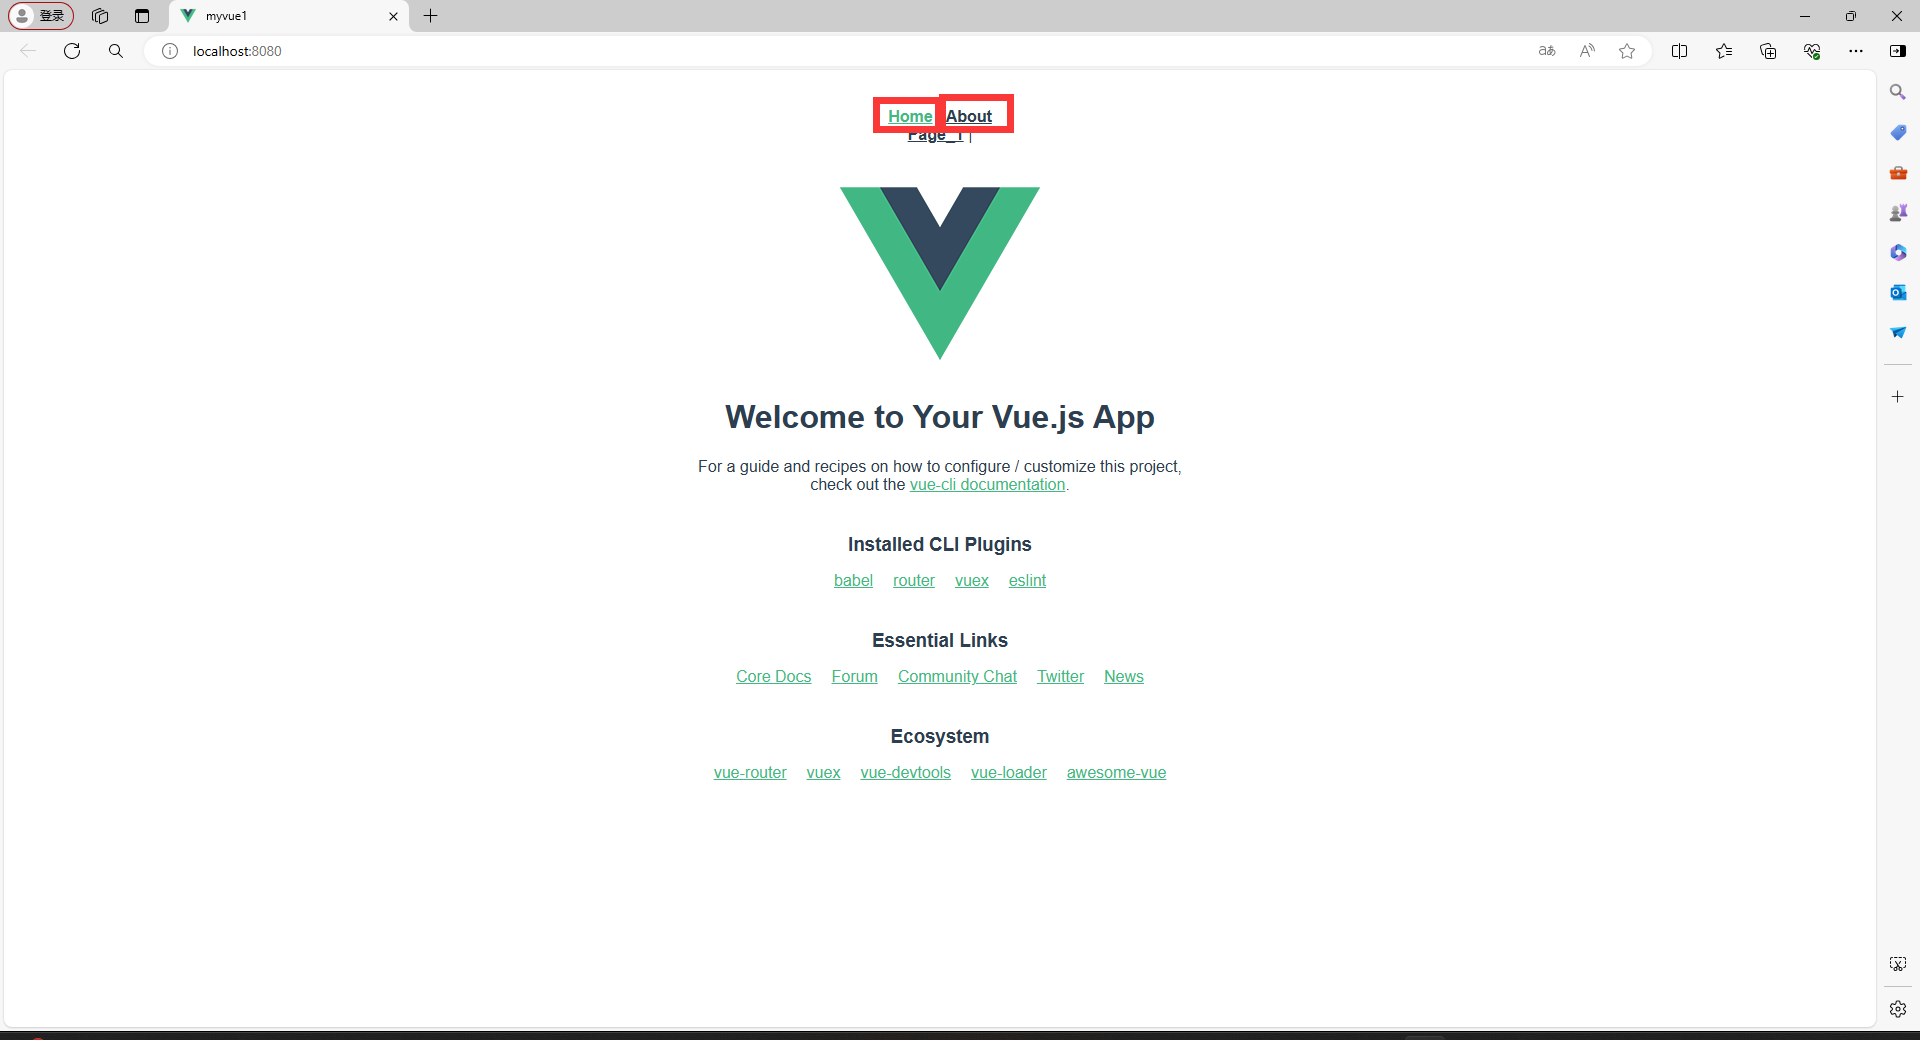 登录
myvue1
localhost:8080
aあ
Home About
Page_1 |
Welcome to Your Vue.js App
For a guide and recipes on how to configure / customize this project,
check out the vue-cli documentation.
Installed CLI Plugins
babel router vuex eslint
Essential Links
Core Docs Forum Community Chat Twitter News
Ecosystem
vue-router vuex vue-devtools vue-loader awesome-vue